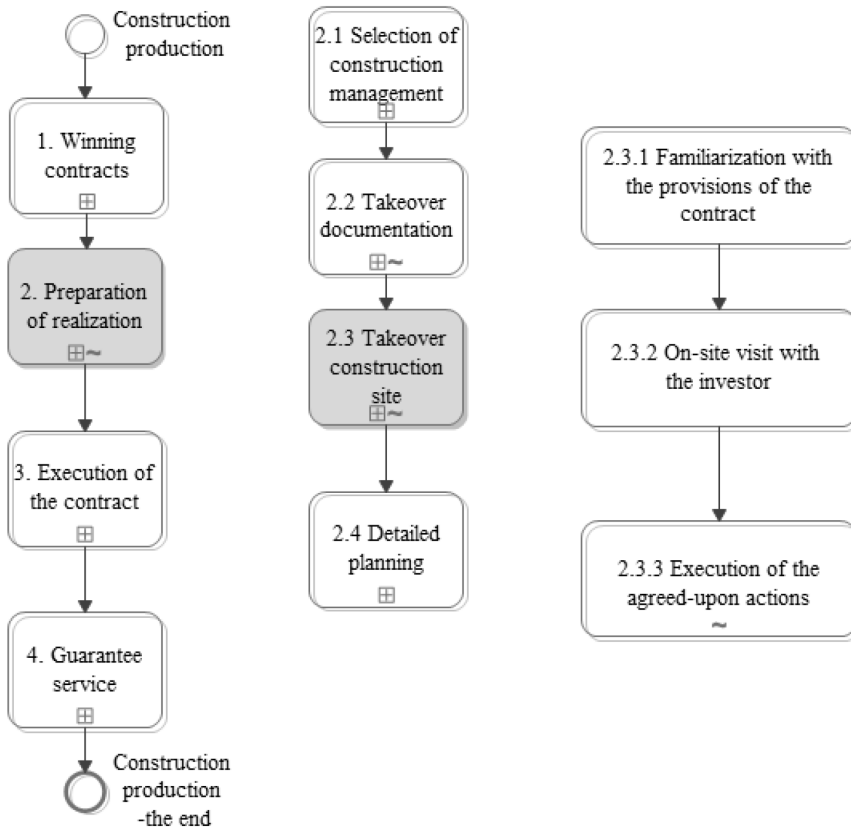 Construction
production
1. Winning
contracts
2. Preparation
of realization
3. Execution of
the contract
4. Guarantee
service
Construction
production
-the end
2.1 Selection of
construction
management
2.2 Takeover
documentation
2.3 Takeover
construction
site
2.4 Detailed
planning
2.3.1 Familiarization with
the provisions of the
contract
2.3.2 On-site visit with
the investor
2.3.3 Execution of the
agreed-upon actions